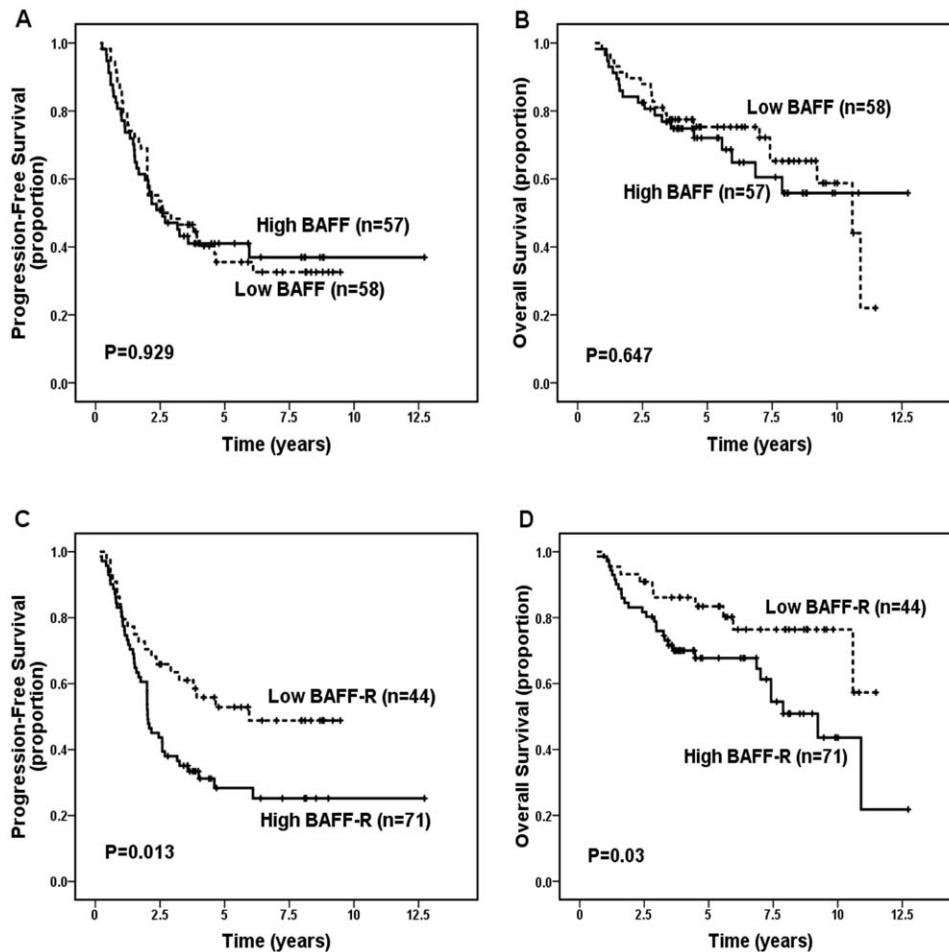 A
Progression-Free Survival
(proportion)
1.0
0.8
0.6
0.4
0.2
0.0
High BAFF (n=57)
Low BAFF (n=58)
P=0.929
0 2.5 5 7.5 10 12.5
Time (years)
B
Overall Survival (proportion)
1.0
0.8
0.6
0.4
0.2
0.0
Low BAFF (n=58)
High BAFF (n=57)
P=0.647
0 2.5 5 7.5 10 12.5
Time (years)
C
Progression-Free Survival
(proportion)
1.0
0.8
0.6
0.4
0.2
0.0
Low BAFF-R (n=44)
High BAFF-R (n=71)
P=0.013
0 2.5 5 7.5 10 12.5
Time (years)
D
Overall Survival (proportion)
1.0
0.8
0.6
0.4
0.2
0.0
Low BAFF-R (n=44)
High BAFF-R (n=71)
P=0.03
0 2.5 5 7.5 10 12.5
Time (years)